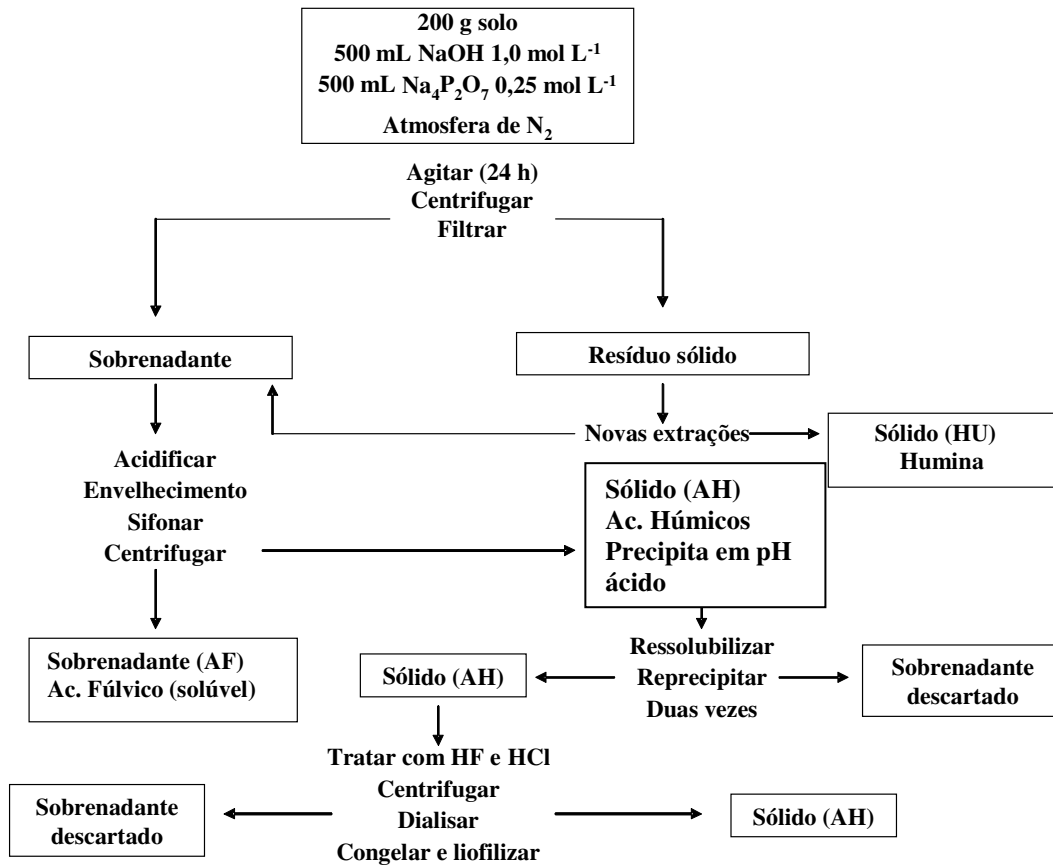 200 g solo
500 mL NaOH 1,0 mol L-1
500 mL Na4P2O7 0,25 mol L-1
Atmosfera de N2
Agitar (24 h)
Centrifugar
Filtrar
Sobrenadante
Resíduo sólido
Novas extrações
Sólido (HU)
Humina
Acidificar
Envelhecimento
Sifonar
Centrifugar
Sólido (AH)
Ac. Húmicos
Precipita em pH
ácido
Sobrenadante (AF)
Ac. Fúlvico (solúvel)
Sólido (AH)
Ressolubilizar
Reprecipitar
Duas vezes
Sobrenadante
descartado
Tratar com HF e HCl
Centrifugar
Dialisar
Congelar e liofilizar
Sobrenadante
descartado
Sólido (AH)